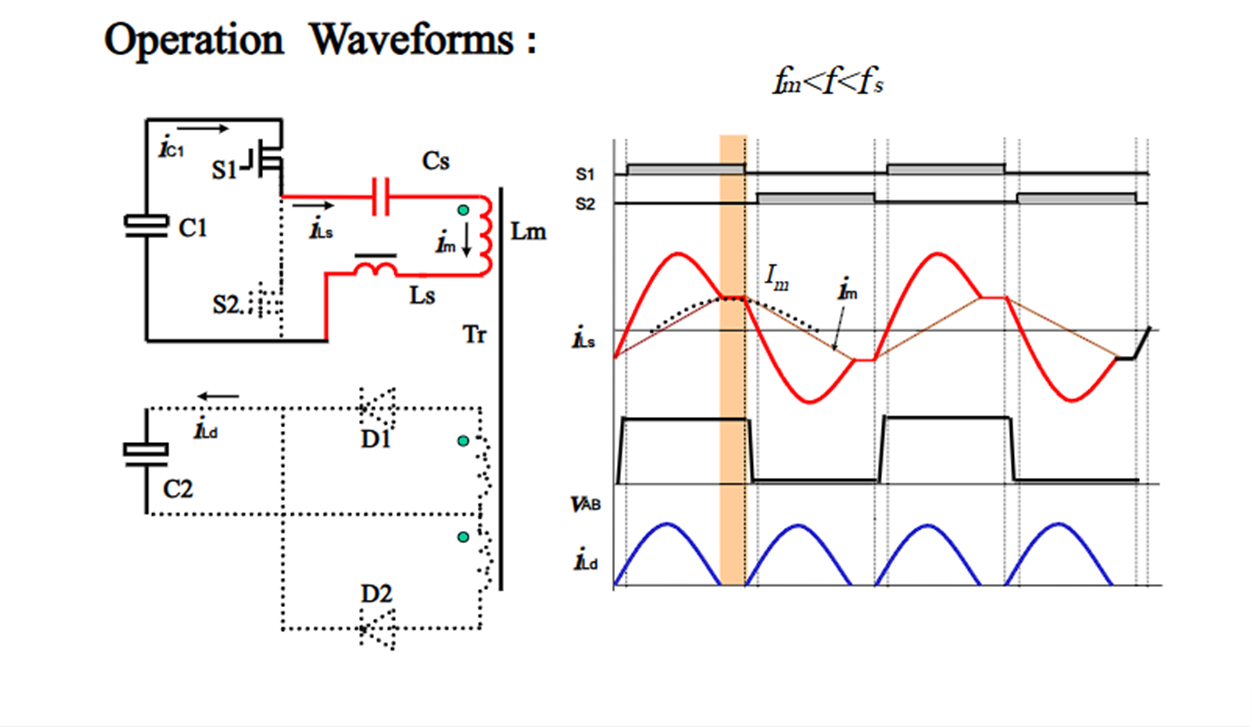 Operation Waveforms :
fm<f<fs
iC1
S1
Cs
S1
S2
C1
iLs
im
Lm
S2
Ls
Im
im
Tr
iLs
iLd
D1
C2
VAB
iLd
D2